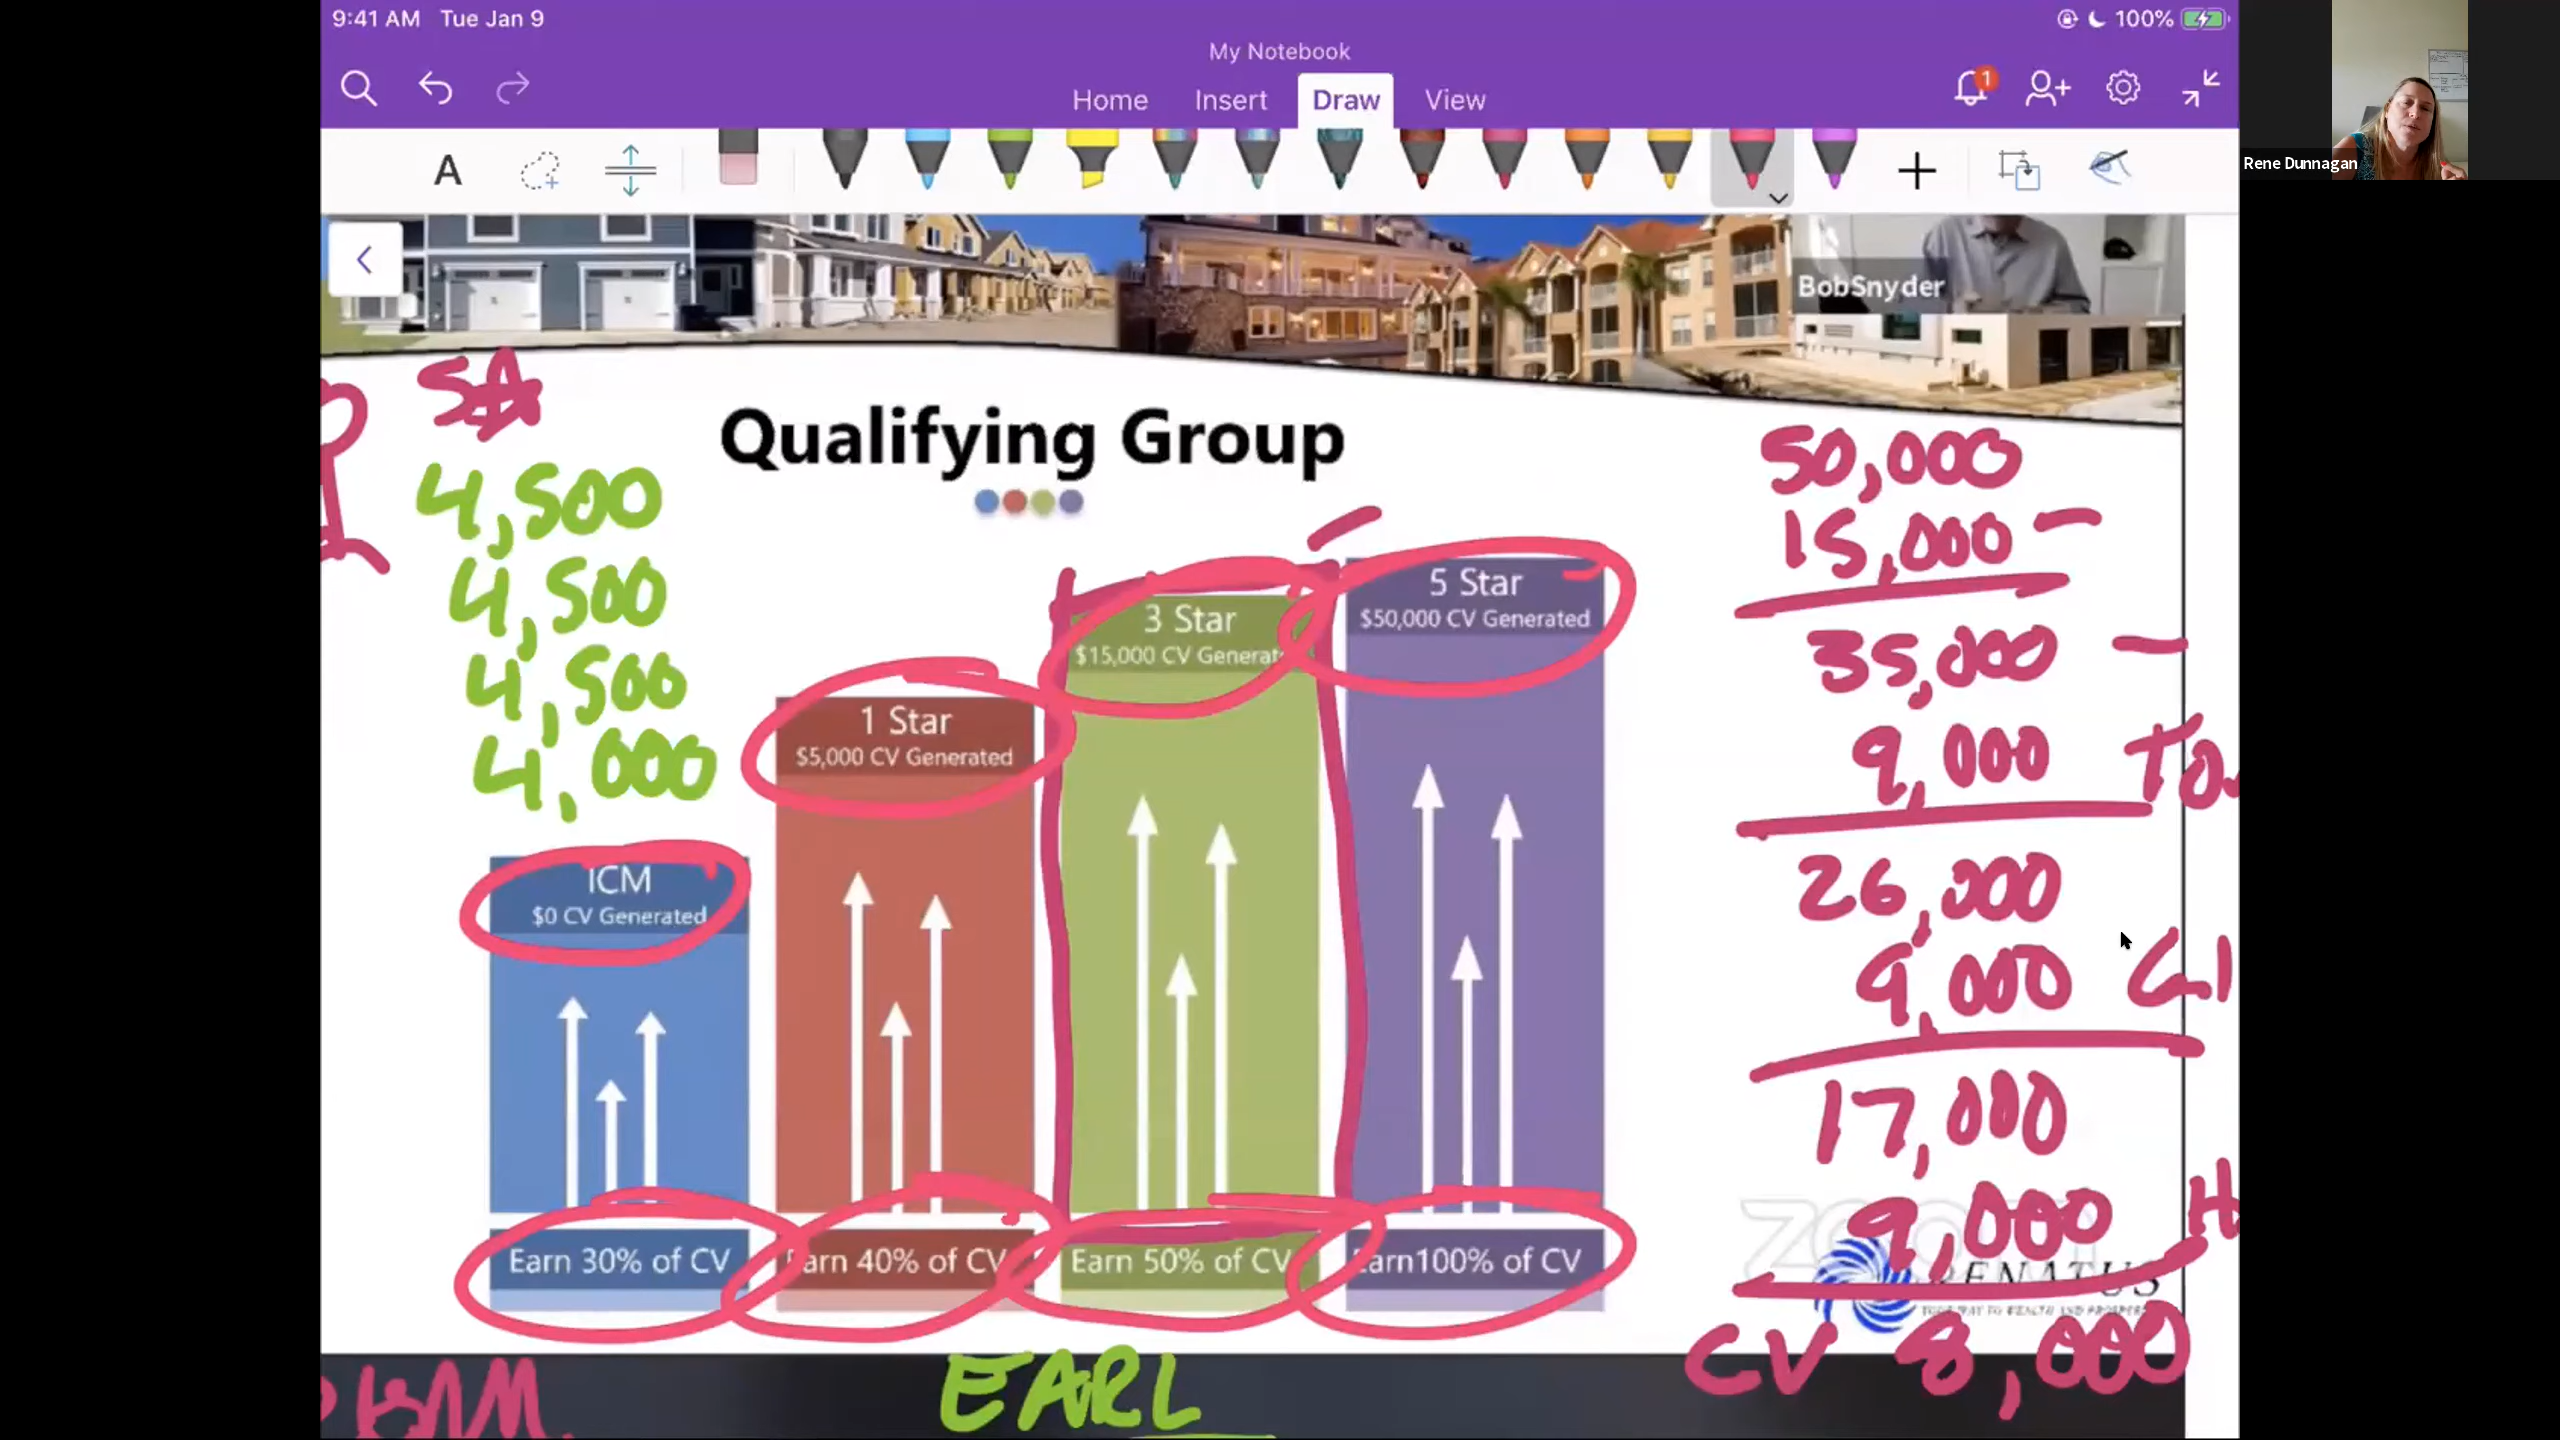 9:41 AM Tue Jan 9
100%
My Notebook
Home Insert Draw View
1
Rene Dunnagan
A
BobSnyder
SA
Qualifying Group
4,500
4,500
4,500
4,000
50,000
15,000 -
35,000 -
9,000
26,000
9,000
17,000
9,000 H
CV 8,000
5 Star
$50,000 CV Generated
3 Star
$15,000 CV Generat
1 Star
$5,000 CV Generated
ICM
$0 CV Generated
Earn 30% of CV
arn 40% of CV
Earn 50% of CV
Earn100% of CV
zoom
RENATUS
EARL